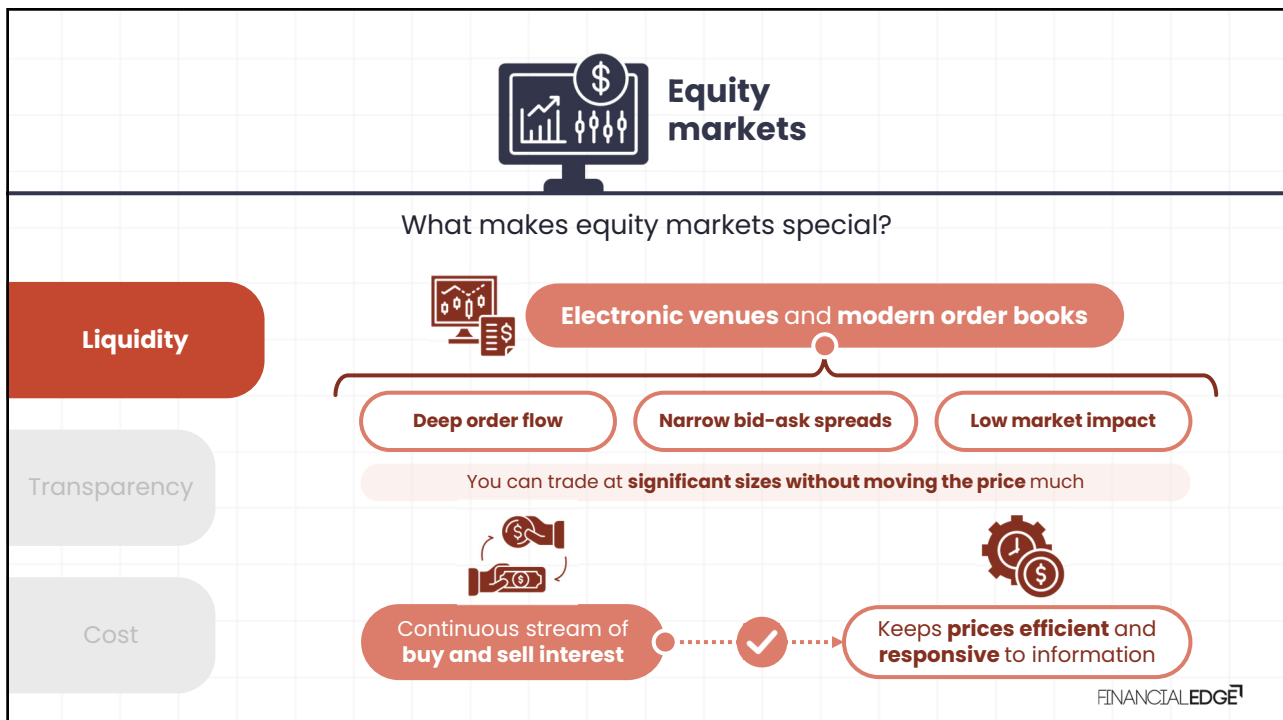 Equity
markets
What makes equity markets special?
Liquidity
Transparency
Cost
Electronic venues and modern order books
Deep order flow
Narrow bid-ask spreads
Low market impact
You can trade at significant sizes without moving the price much
Continuous stream of
buy and sell interest
Keeps prices efficient and
responsive to information
FINANCIALEDGE